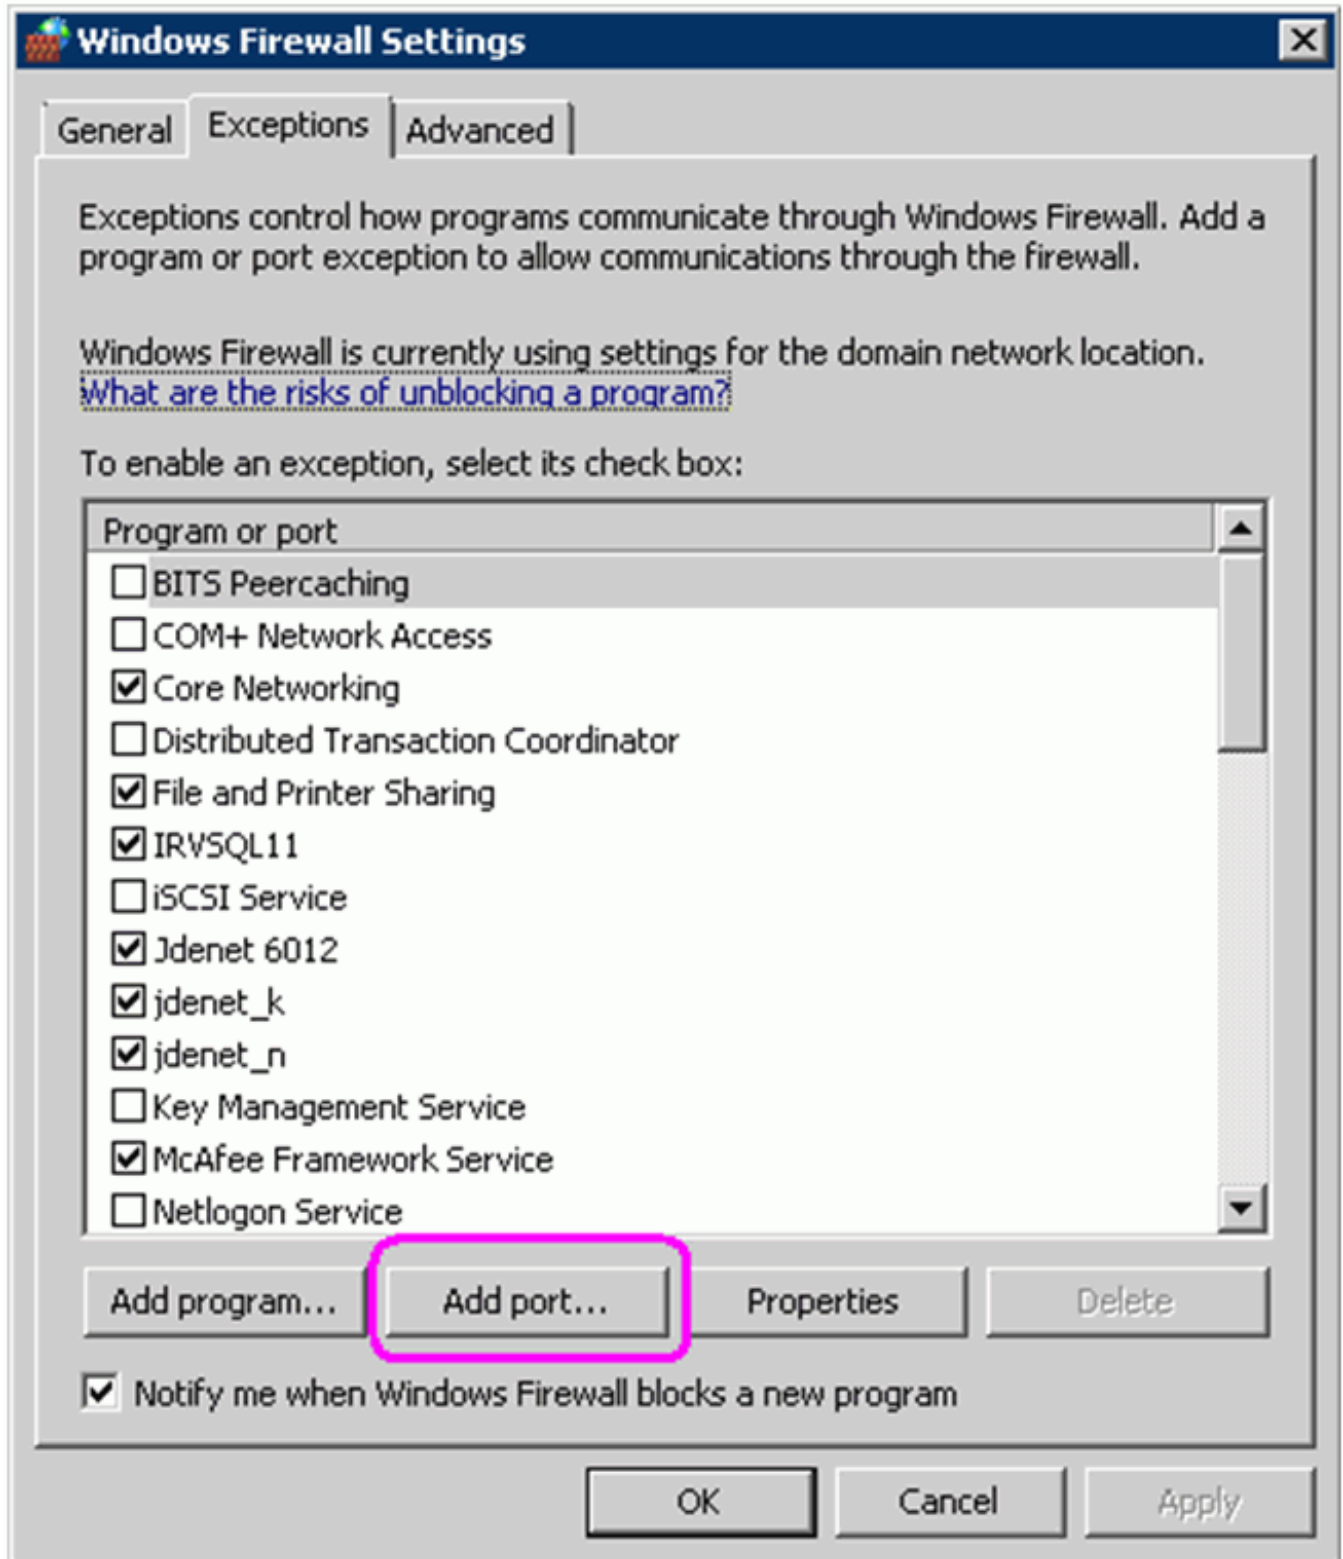 Windows Firewall Settings
General Exceptions Advanced
Exceptions control how programs communicate through Windows Firewall. Add a
program or port exception to allow communications through the firewall.
Windows Firewall is currently using settings for the domain network location.
What are the risks of unblocking a program?
To enable an exception, select its check box:
Program or port
BITS Peercaching
COM+ Network Access
Core Networking
Distributed Transaction Coordinator
File and Printer Sharing
IRVSQL11
iSCSI Service
Jdenet 6012
jdenet_k
jdenet_n
Key Management Service
McAfee Framework Service
Netlogon Service
Add program... Add port... Properties Delete
Notify me when Windows Firewall blocks a new program
OK Cancel Apply